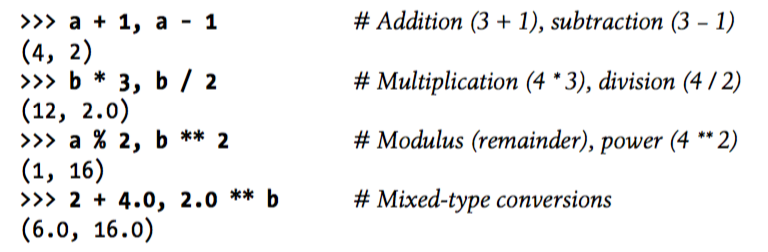 >>> a + 1, a - 1 # Addition (3 + 1), subtraction (3 – 1)
(4, 2)
>>> b * 3, b / 2 # Multiplication (4 * 3), division (4 / 2)
(12, 2.0)
>>> a % 2, b ** 2 # Modulus (remainder), power (4 ** 2)
(1, 16)
>>> 2 + 4.0, 2.0 ** b # Mixed-type conversions
(6.0, 16.0)